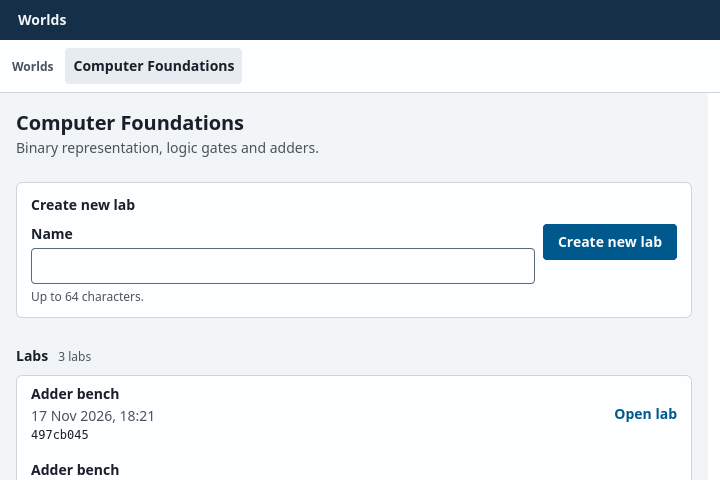 Worlds
Worlds
Computer Foundations
Computer Foundations
Binary representation, logic gates and adders.
Create new lab
Name
Create new lab
Up to 64 characters.
Labs 3 labs
Adder bench
17 Nov 2026, 18:21
Open lab
497cb045
Adder bench